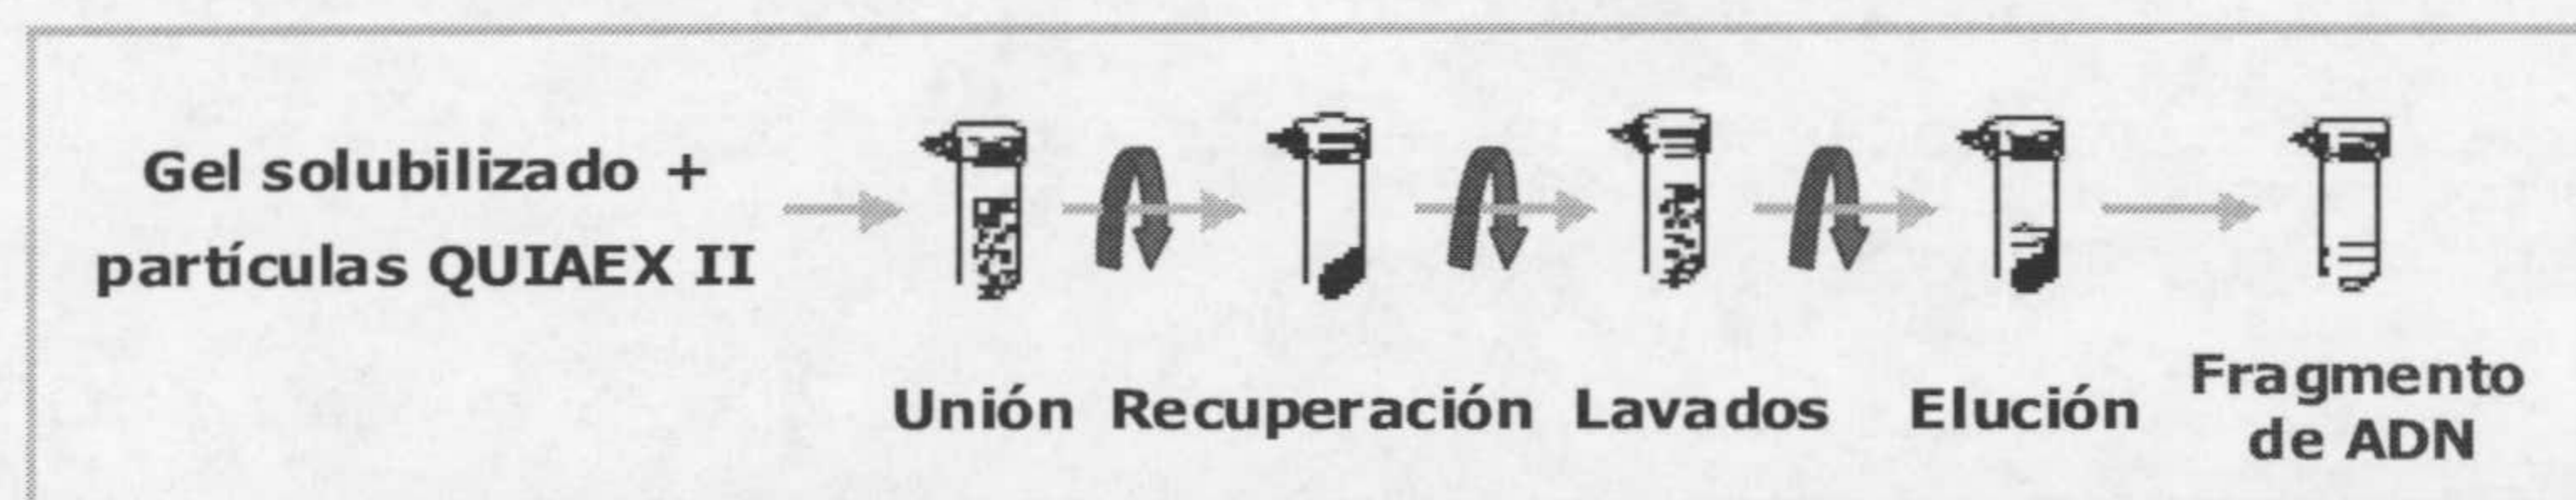 Gel solubilizado +
partículas QUIAEX II
Unión Recuperación Lavados Elución Fragmento
de ADN